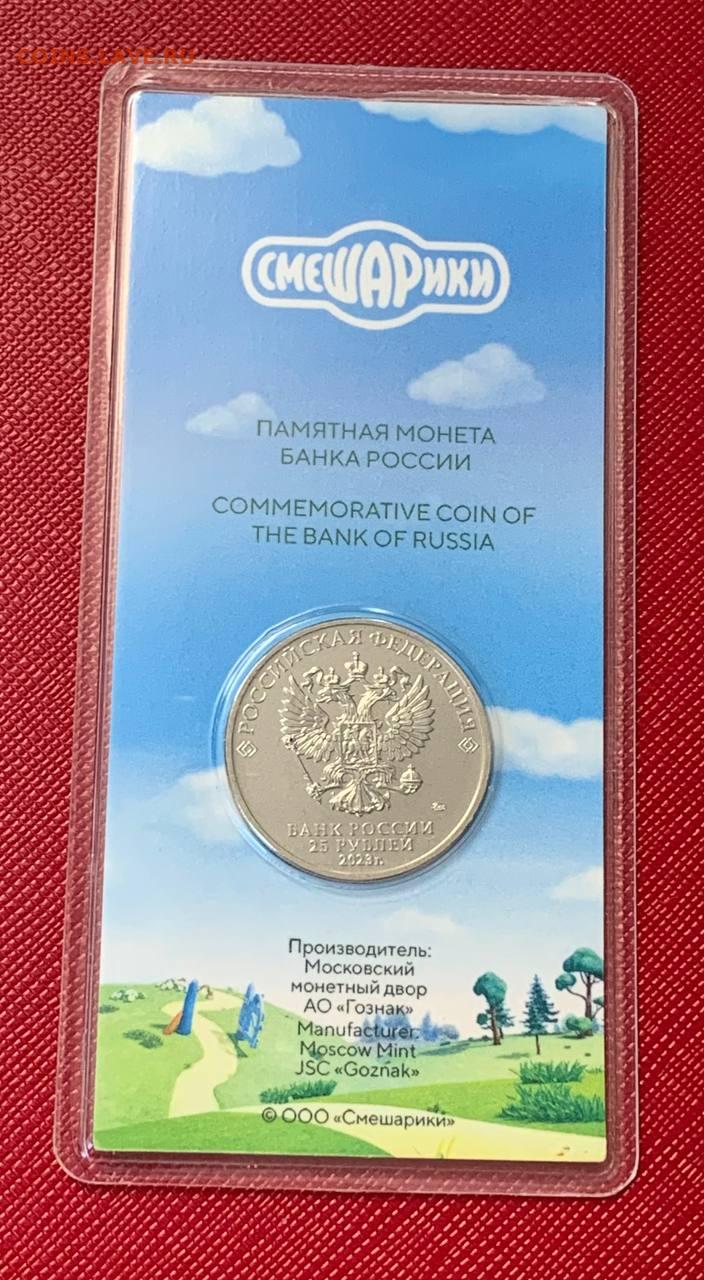 COINS.LAVE.RU
СМЕШАРИКИ
ПАМЯТНАЯ МОНЕТА
БАНКА РОССИИ
COMMEMORATIVE COIN OF
THE BANK OF RUSSIA
РОССИЙСКАЯ ФЕДЕРАЦИЯ
БАНК РОССИИ
25 РУБЛЕЙ
2023 г.
Производитель:
Московский
монетный двор
АО «Гознак»
Manufacturer:
Moscow Mint
JSC «Goznak»
© ООО «Смешарики»